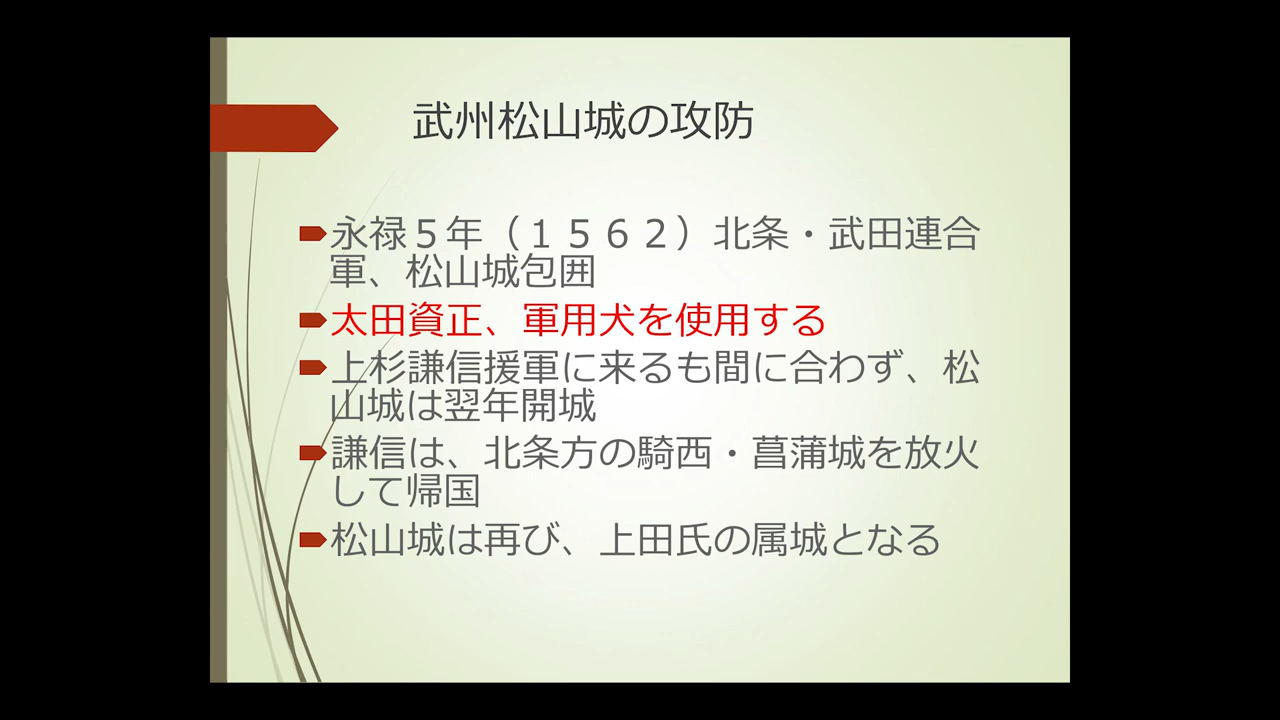 武州松山城の攻防
永禄５年（１５６２）北条・武田連合
軍、松山城包囲
太田資正、軍用犬を使用する
上杉謙信援軍に来るも間に合わず、松
山城は翌年開城
謙信は、北条方の騎西・菖蒲城を放火
して帰国
松山城は再び、上田氏の属城となる